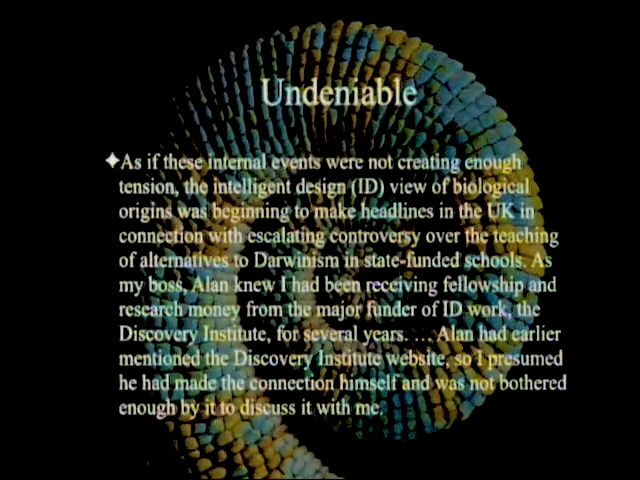 Undeniable
✦As if these internal events were not creating enough
tension, the intelligent design (ID) view of biological
origins was beginning to make headlines in the UK in
connection with escalating controversy over the teaching
of alternatives to Darwinism in state-funded schools. As
my boss, Alan knew I had been receiving fellowship and
research money from the major funder of ID work, the
Discovery Institute, for several years. … Alan had earlier
mentioned the Discovery Institute website, so I presumed
he had made the connection himself and was not bothered
enough by it to discuss it with me.